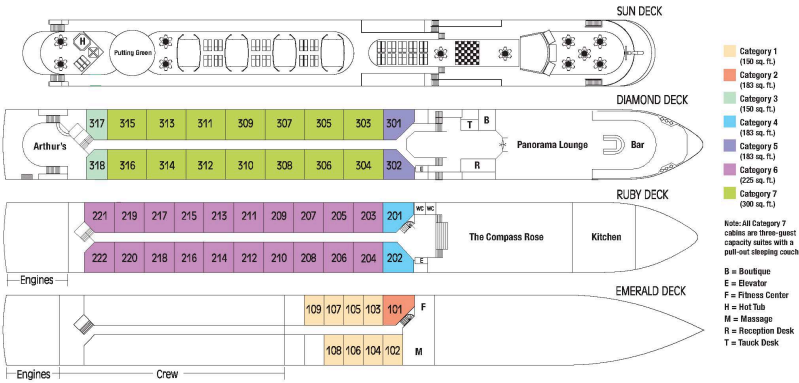 SUN DECK
H
Putting Green
DIAMOND DECK
317 315 313 311 309 307 305 303 301
T B
Arthur's
Panorama Lounge
Bar
318 316 314 312 310 308 306 304 302
R
RUBY DECK
221 219 217 215 213 211 209 207 205 203 201
WC WC
The Compass Rose
Kitchen
222 220 218 216 214 212 210 208 206 204 202
E
Engines
EMERALD DECK
109 107 105 103 101 F
108 106 104 102 M
Engines Crew
Category 1
(150 sq. ft.)
Category 2
(183 sq. ft.)
Category 3
(150 sq. ft.)
Category 4
(183 sq. ft.)
Category 5
(183 sq. ft.)
Category 6
(225 sq. ft.)
Category 7
(300 sq. ft.)
Note: All Category 7
cabins are three-guest
capacity suites with a
pull-out sleeping couch
B = Boutique
E = Elevator
F = Fitness Center
H = Hot Tub
M = Massage
R = Reception Desk
T = Tauck Desk